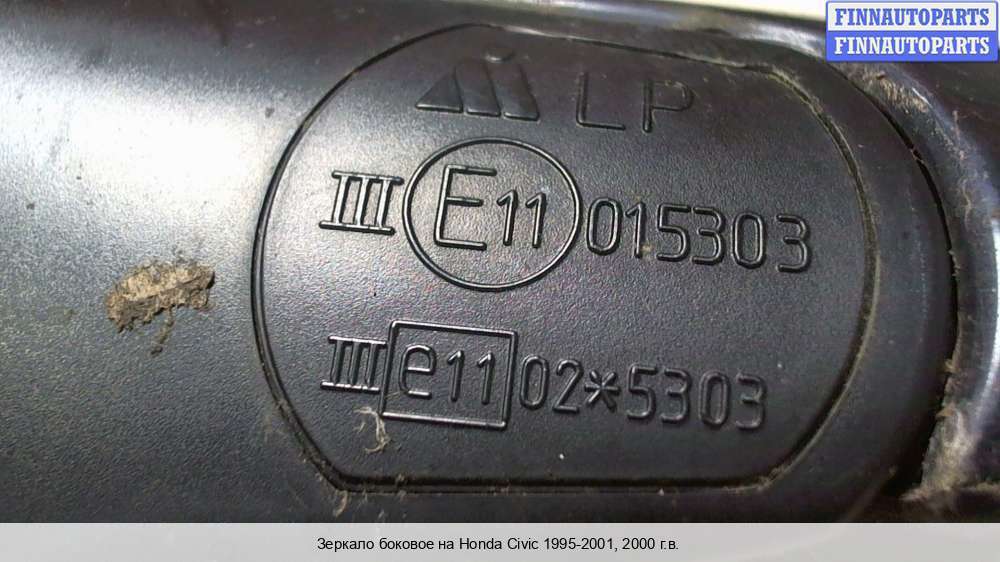 FINNAUTOPARTS
FINNAUTOPARTS
LP
III E11 015303
III e11 02*5303
Зеркало боковое на Honda Civic 1995-2001, 2000 г.в.